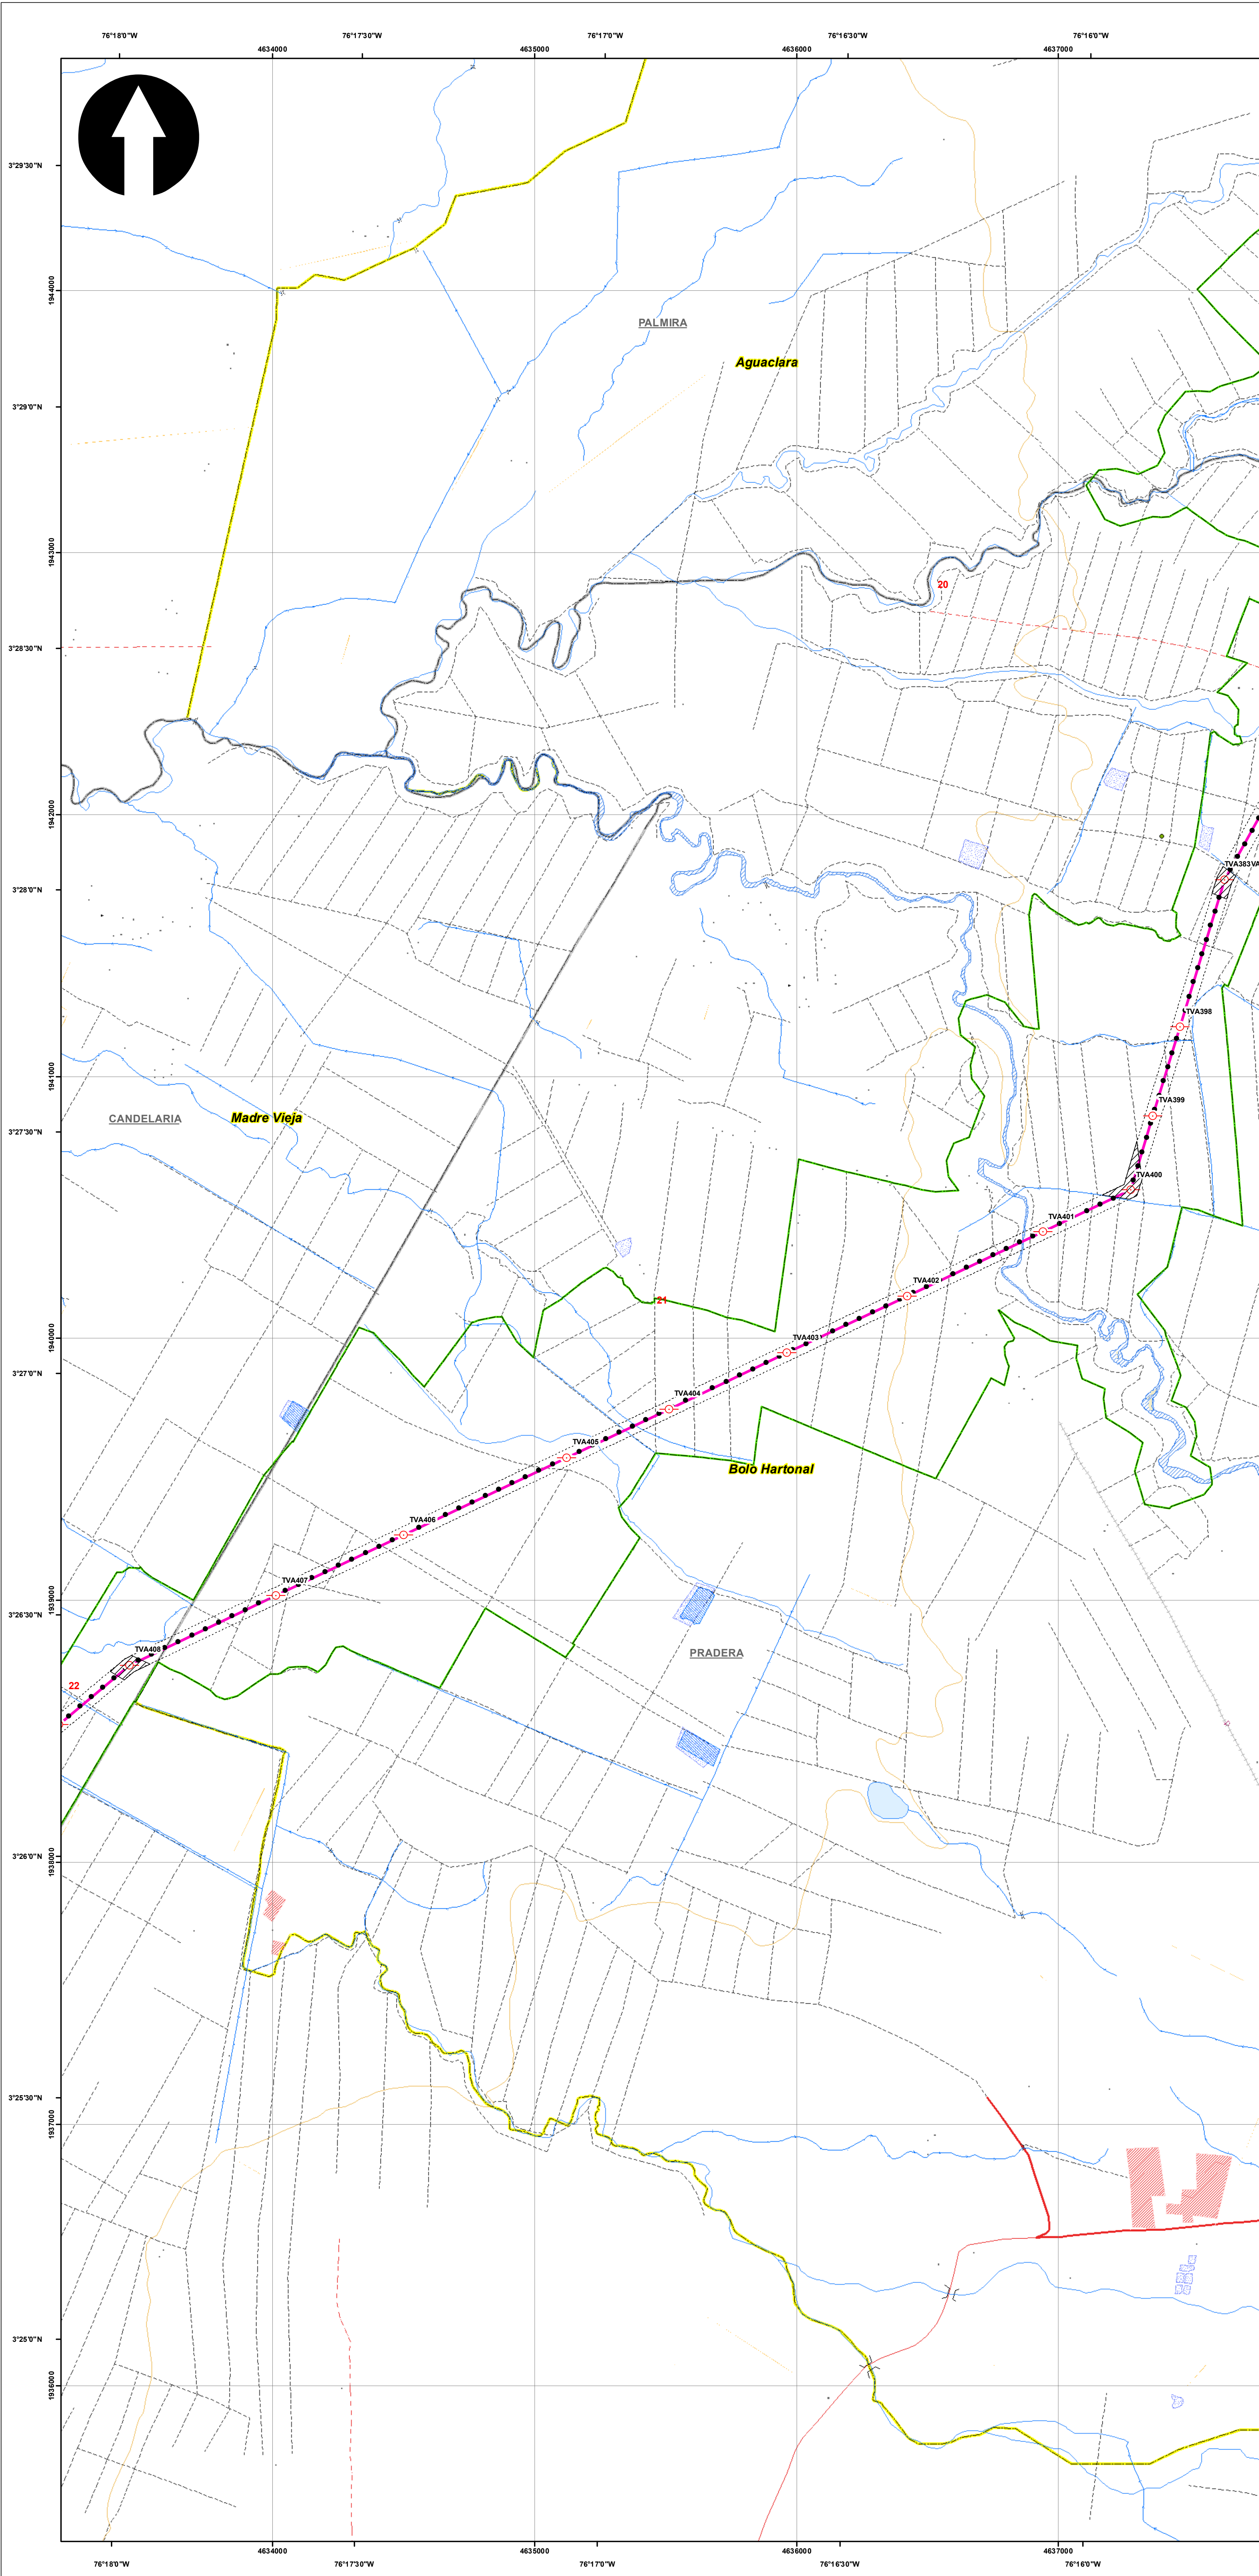 76°18'0"W
76°17'30"W
76°17'0"W
76°16'30"W
76°16'0"W
4634000
4635000
4636000
4637000
3°29'30"N
1944000
PALMIRA
Aguaclara
3°29'0"N
1943000
20
3°28'30"N
1942000
TVA383VA
3°28'0"N
TVA398
1941000
TVA399
CANDELARIA
Madre Vieja
3°27'30"N
TVA400
TVA401
TVA402
21
1940000
TVA403
3°27'0"N
TVA404
TVA405
Bolo Hartonal
TVA406
TVA407
1939000
3°26'30"N
TVA408
PRADERA
22
3°26'0"N
1938000
3°25'30"N
1937000
3°25'0"N
1936000
4634000
4635000
4636000
4637000
76°18'0"W
76°17'30"W
76°17'0"W
76°16'30"W
76°16'0"W